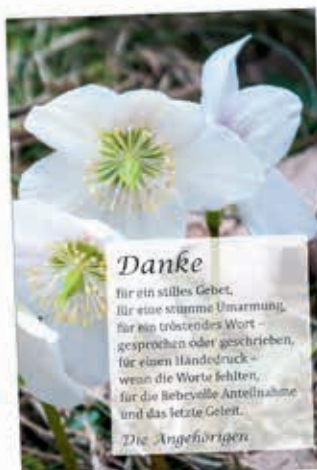 Danke
für ein stilles Gebet,
für eine stumme Umarmung,
für ein tröstendes Wort –
gesprochen oder geschrieben,
für einen Händedruck –
wenn die Worte fehlten,
für die liebevolle Anteilnahme
und das letzte Geleit.
Die Angehörigen